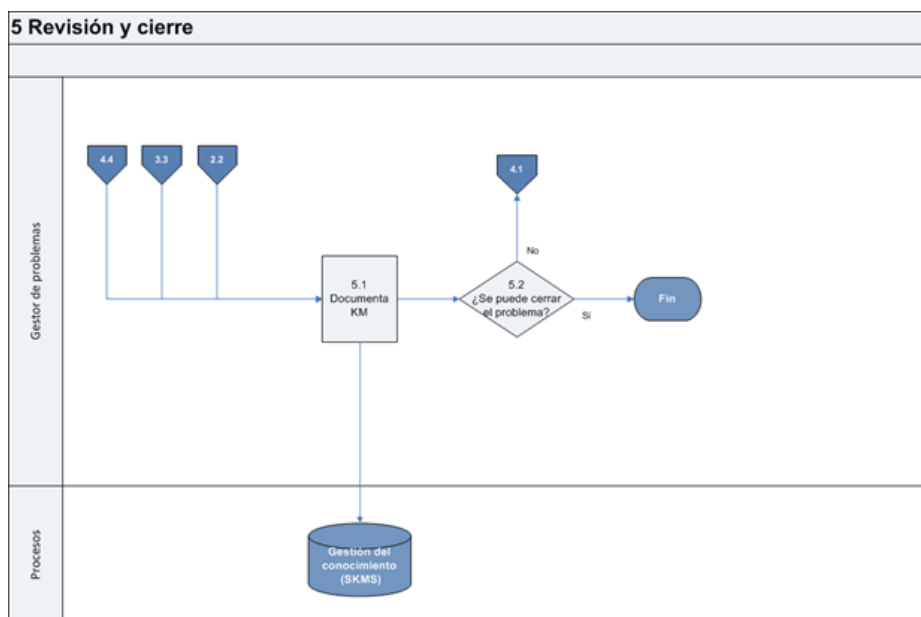 5 Revisión y cierre
Gestor de problemas
4.4
3.3
2.2
4.1
No
5.1
Documenta
KM
5.2
¿Se puede cerrar
el problema?
Sí
Fin
Procesos
Gestión del
conocimiento
(SKMS)